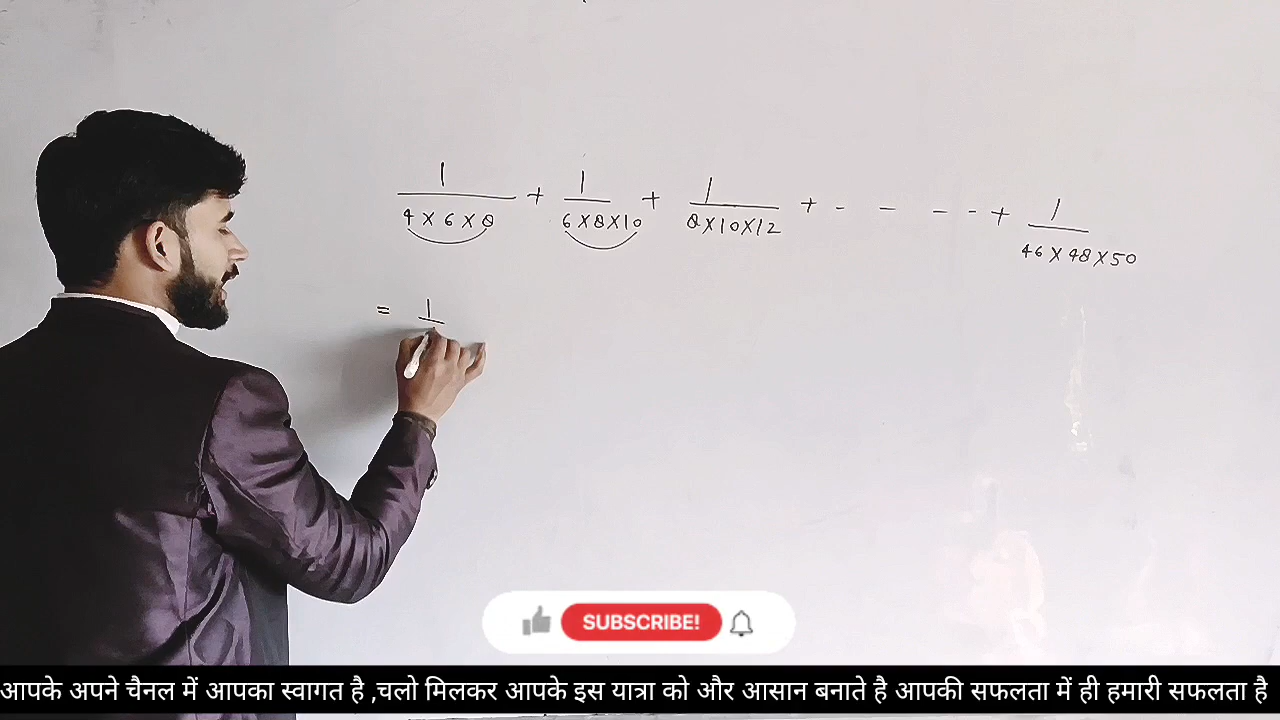 1 / 4 × 6 × 8 + 1 / 6 × 8 × 10 + 1 / 8 × 10 × 12 + - - - - + 1 / 46 × 48 × 50
= 1
SUBSCRIBE!
आपके अपने चैनल में आपका स्वागत है ,चलो मिलकर आपके इस यात्रा को और आसान बनाते है आपकी सफलता में ही हमारी सफलता है